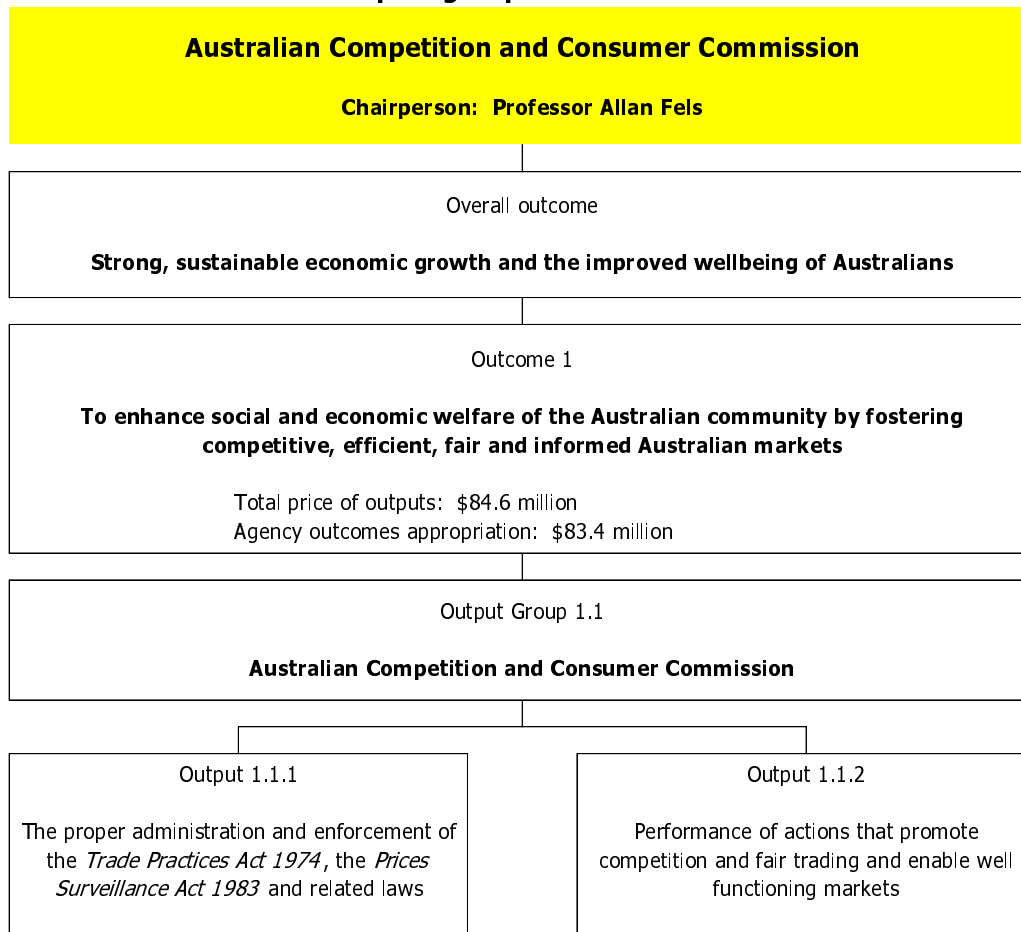 Australian Competition and Consumer Commission
Chairperson: Professor Allan Fels
Overall outcome
Strong, sustainable economic growth and the improved wellbeing of Australians
Outcome 1
To enhance social and economic welfare of the Australian community by fostering
competitive, efficient, fair and informed Australian markets
Total price of outputs: $84.6 million
Agency outcomes appropriation: $83.4 million
Output Group 1.1
Australian Competition and Consumer Commission
Output 1.1.1
The proper administration and enforcement of
the Trade Practices Act 1974, the Prices
Surveillance Act 1983 and related laws
Output 1.1.2
Performance of actions that promote
competition and fair trading and enable well
functioning markets